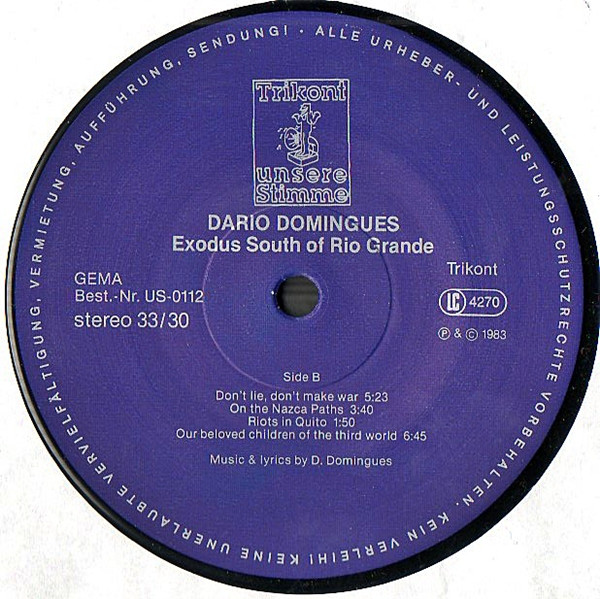 ALLE URHEBER- UND LEISTUNGSSCHUTZRECHTE VORBEHALTEN. KEIN VERLEIH! KEINE UNERLAUBTE VERVIELFÄLTIGUNG, VERMIETUNG, AUFFÜHRUNG, SENDUNG! ·
Trikont
unsere
Stimme
DARIO DOMINGUES
Exodus South of Rio Grande
GEMA
Best.-Nr. US-0112
stereo 33/30
Trikont
LC 4270
Ⓟ & © 1983
Side B
Don't lie, don't make war 5:23
On the Nazca Paths 3:40
Riots in Quito 1:50
Our beloved children of the third world 6:45
Music & lyrics by D. Domingues